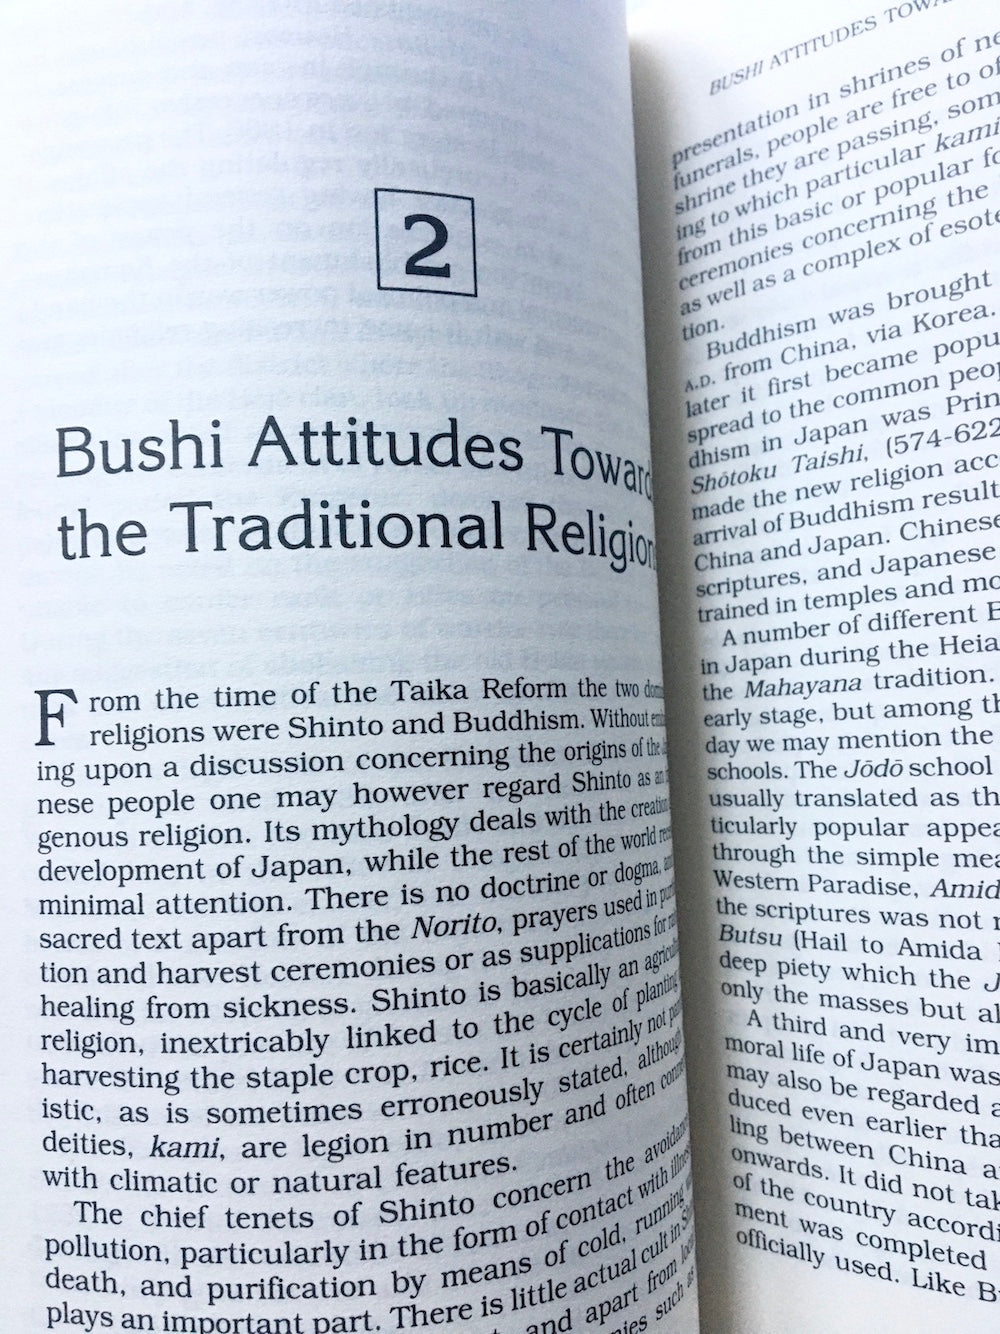 2
Bushi Attitudes Toward
the Traditional Religion
From the time of the Taika Reform the two
religions were Shinto and Buddhism. Without
ing upon a discussion concerning the origins of the
nese people one may however regard Shinto as an
genous religion. Its mythology deals with the creation
development of Japan, while the rest of the world
minimal attention. There is no doctrine or dogma,
sacred text apart from the Norito, prayers used in
tion and harvest ceremonies or as supplications for
healing from sickness. Shinto is basically an
religion, inextricably linked to the cycle of planting
harvesting the staple crop, rice. It is certainly not
istic, as is sometimes erroneously stated, although
deities, kami, are legion in number and often
with climatic or natural features.
The chief tenets of Shinto concern the
pollution, particularly in the form of contact with
death, and purification by means of cold, running
plays an important part. There is little actual cult in
and apart from
such as
BUSHI ATTITUDES
presentation in shrines of
funerals, people are free to
shrine they are passing,
ing to which particular kami
from this basic or popular
ceremonies concerning the
as well as a complex of
tion.
Buddhism was brought
A.D. from China, via Korea.
later it first became
spread to the common
dhism in Japan was
Shōtoku Taishi, (574-622
made the new religion
arrival of Buddhism
China and Japan. Chinese
scriptures, and Japanese
trained in temples and
A number of different
in Japan during the
the Mahayana tradition.
early stage, but among
day we may mention the
schools. The Jōdō school
usually translated as
ticularly popular
through the simple
Western Paradise,
the scriptures was not
Butsu (Hail to Amida
deep piety which the
only the masses but
A third and very
moral life of Japan was
may also be regarded
duced even earlier
ling between China
onwards. It did not
of the country
ment was completed
officially used. Like